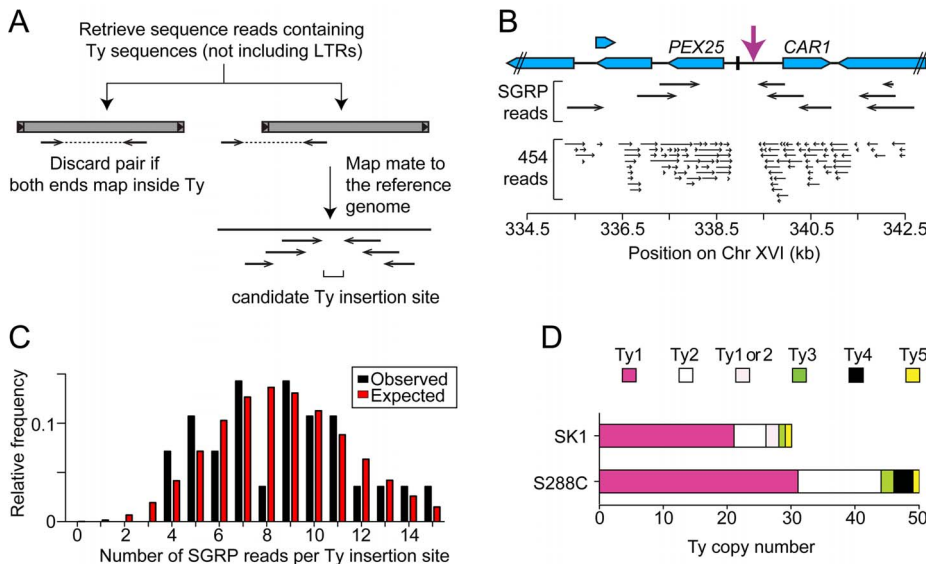 A
Retrieve sequence reads containing
Ty sequences (not including LTRs)
Discard pair if
both ends map inside Ty
Map mate to
the reference
genome
candidate Ty insertion site
B
PEX25
CAR1
SGRP
reads
454
reads
334.5
336.5
338.5
340.5
342.5
Position on Chr XVI (kb)
C
Relative frequency
0.1
0
Observed
Expected
0
2
4
6
8
10
12
14
Number of SGRP reads per Ty insertion site
D
Ty1
Ty2
Ty1 or 2
Ty3
Ty4
Ty5
SK1
S288C
0
10
20
30
40
50
Ty copy number